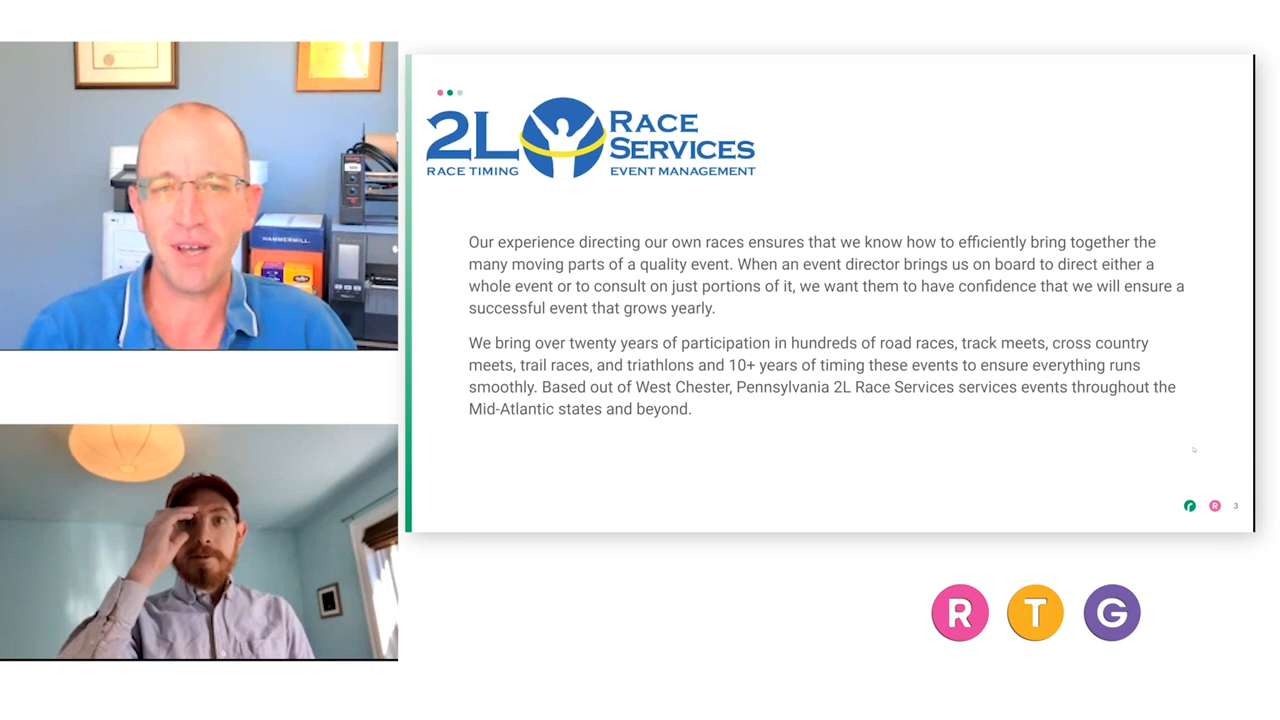 HAMMERMILL
2L RACE SERVICES
RACE TIMING EVENT MANAGEMENT
Our experience directing our own races ensures that we know how to efficiently bring together the
many moving parts of a quality event. When an event director brings us on board to direct either a
whole event or to consult on just portions of it, we want them to have confidence that we will ensure a
successful event that grows yearly.
We bring over twenty years of participation in hundreds of road races, track meets, cross country
meets, trail races, and triathlons and 10+ years of timing these events to ensure everything runs
smoothly. Based out of West Chester, Pennsylvania 2L Race Services services events throughout the
Mid-Atlantic states and beyond.
R 3
R T G